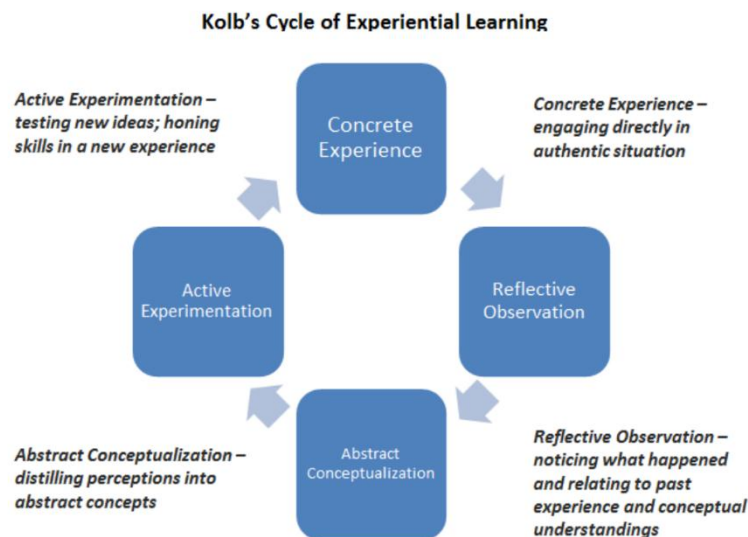 Kolb's Cycle of Experiential Learning
Active Experimentation –
testing new ideas; honing
skills in a new experience
Concrete
Experience
Concrete Experience –
engaging directly in
authentic situation
Active
Experimentation
Reflective
Observation
Abstract Conceptualization –
distilling perceptions into
abstract concepts
Abstract
Conceptualization
Reflective Observation –
noticing what happened
and relating to past
experience and conceptual
understandings